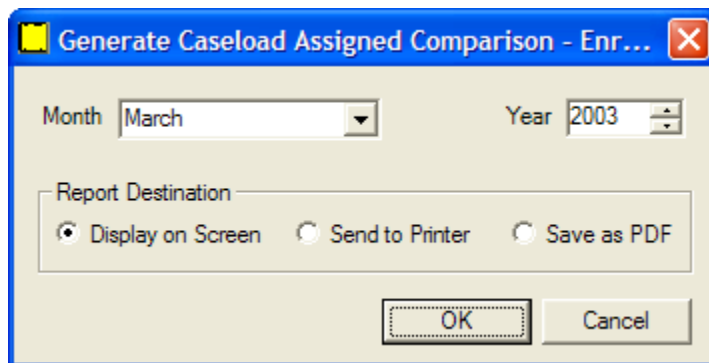 Generate Caseload Assigned Comparison - Enr...
Month March Year 2003
Report Destination
Display on Screen Send to Printer Save as PDF
OK Cancel